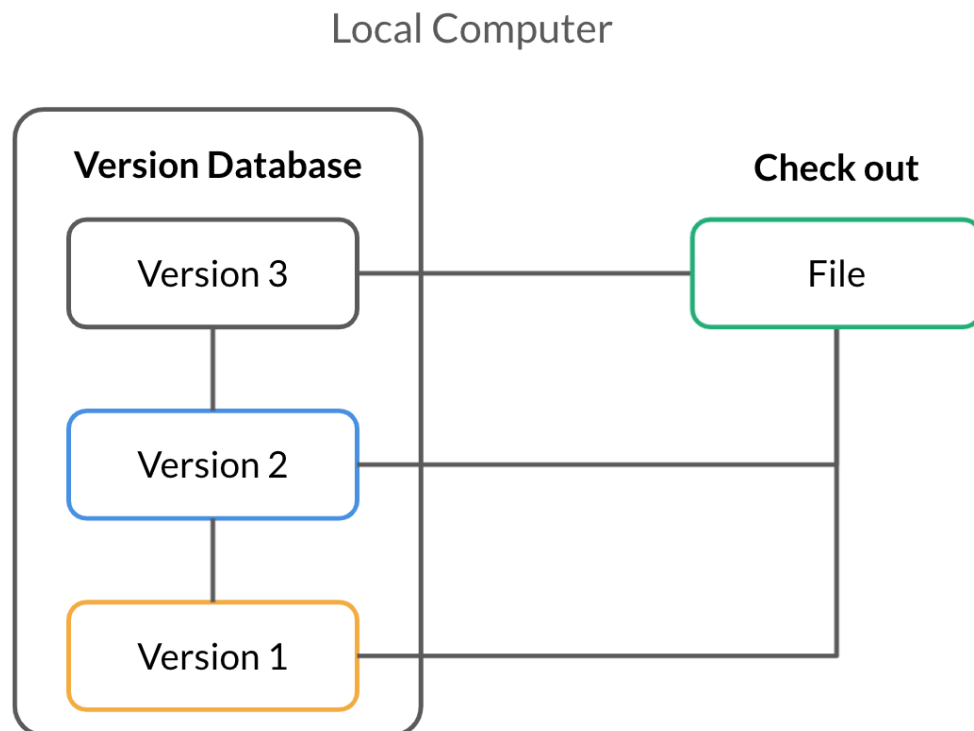 Local Computer
Version Database
Check out
Version 3
File
Version 2
Version 1